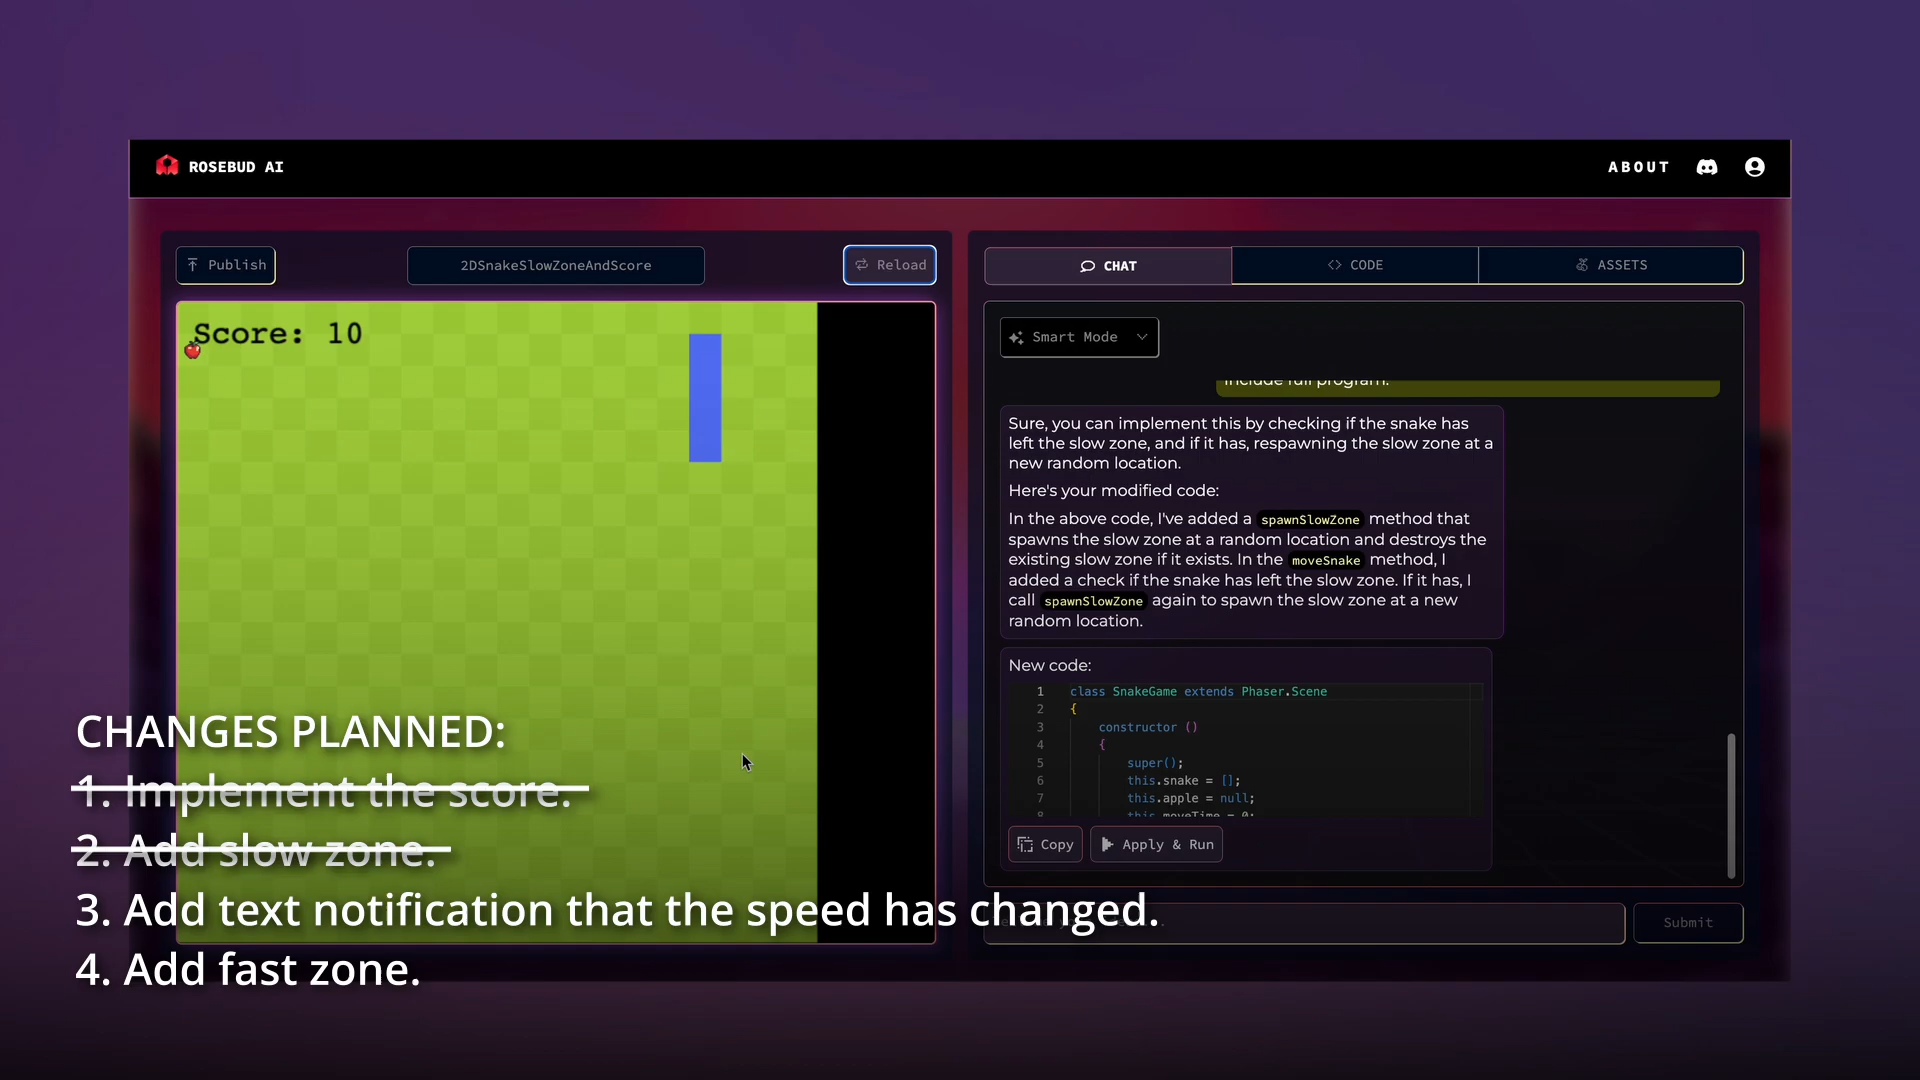 ROSEBUD AI
ABOUT
Publish
2DSnakeSlowZoneAndScore
Reload
CHAT
<> CODE
ASSETS
Score: 10
Smart Mode
include full program.
Sure, you can implement this by checking if the snake has
left the slow zone, and if it has, respawning the slow zone at a
new random location.
Here's your modified code:
In the above code, I've added a spawnSlowZone method that
spawns the slow zone at a random location and destroys the
existing slow zone if it exists. In the moveSnake method, I
added a check if the snake has left the slow zone. If it has, I
call spawnSlowZone again to spawn the slow zone at a new
random location.
New code:
1 class SnakeGame extends Phaser.Scene
2 {
3 constructor ()
4 {
5 super();
6 this.snake = [];
7 this.apple = null;
8 this.moveTime = 0;
Copy
Apply & Run
Submit
CHANGES PLANNED:
1. Implement the score.
2. Add slow zone.
3. Add text notification that the speed has changed.
4. Add fast zone.